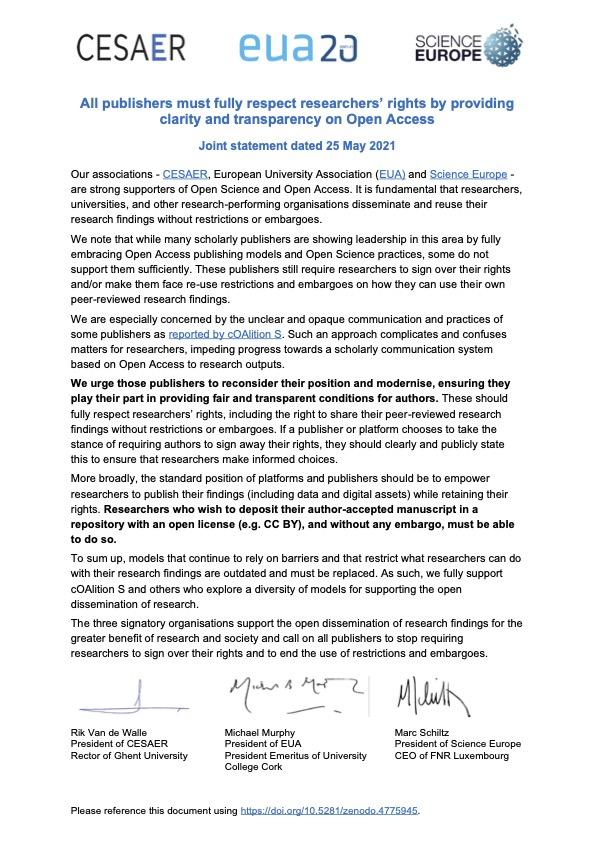 CESAER
eua20
SCIENCE
EUROPE
All publishers must fully respect researchers' rights by providing
clarity and transparency on Open Access
Joint statement dated 25 May 2021
Our associations - CESAER, European University Association (EUA) and Science Europe -
are strong supporters of Open Science and Open Access. It is fundamental that researchers,
universities, and other research-performing organisations disseminate and reuse their
research findings without restrictions or embargoes.
We note that while many scholarly publishers are showing leadership in this area by fully
embracing Open Access publishing models and Open Science practices, some do not
support them sufficiently. These publishers still require researchers to sign over their rights
and/or make them face re-use restrictions and embargoes on how they can use their own
peer-reviewed research findings.
We are especially concerned by the unclear and opaque communication and practices of
some publishers as reported by cOAlition S. Such an approach complicates and confuses
matters for researchers, impeding progress towards a scholarly communication system
based on Open Access to research outputs.
We urge those publishers to reconsider their position and modernise, ensuring they
play their part in providing fair and transparent conditions for authors. These should
fully respect researchers' rights, including the right to share their peer-reviewed research
findings without restrictions or embargoes. If a publisher or platform chooses to take the
stance of requiring authors to sign away their rights, they should clearly and publicly state
this to ensure that researchers make informed choices.
More broadly, the standard position of platforms and publishers should be to empower
researchers to publish their findings (including data and digital assets) while retaining their
rights. Researchers who wish to deposit their author-accepted manuscript in a
repository with an open license (e.g. CC BY), and without any embargo, must be able
to do so.
To sum up, models that continue to rely on barriers and that restrict what researchers can do
with their research findings are outdated and must be replaced. As such, we fully support
cOAlition S and others who explore a diversity of models for supporting the open
dissemination of research.
The three signatory organisations support the open dissemination of research findings for the
greater benefit of research and society and call on all publishers to stop requiring
researchers to sign over their rights and to end the use of restrictions and embargoes.
Rik Van de Walle
President of CESAER
Rector of Ghent University
Michael Murphy
President of EUA
President Emeritus of University
College Cork
Marc Schiltz
President of Science Europe
CEO of FNR Luxembourg
Please reference this document using https://doi.org/10.5281/zenodo.4775945.